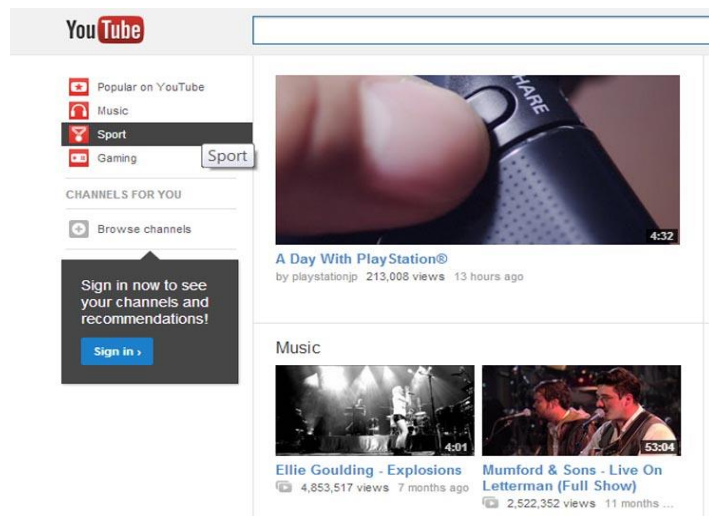 YouTube
Popular on YouTube
Music
Sport
Gaming
Sport
CHANNELS FOR YOU
Browse channels
Sign in now to see
your channels and
recommendations!
Sign in ›
SHARE
4:32
A Day With PlayStation®
by playstationjp 213,008 views 13 hours ago
Music
4:01
Ellie Goulding - Explosions
4,853,517 views 7 months ago
53:04
Mumford & Sons - Live On
Letterman (Full Show)
2,522,352 views 11 months ...